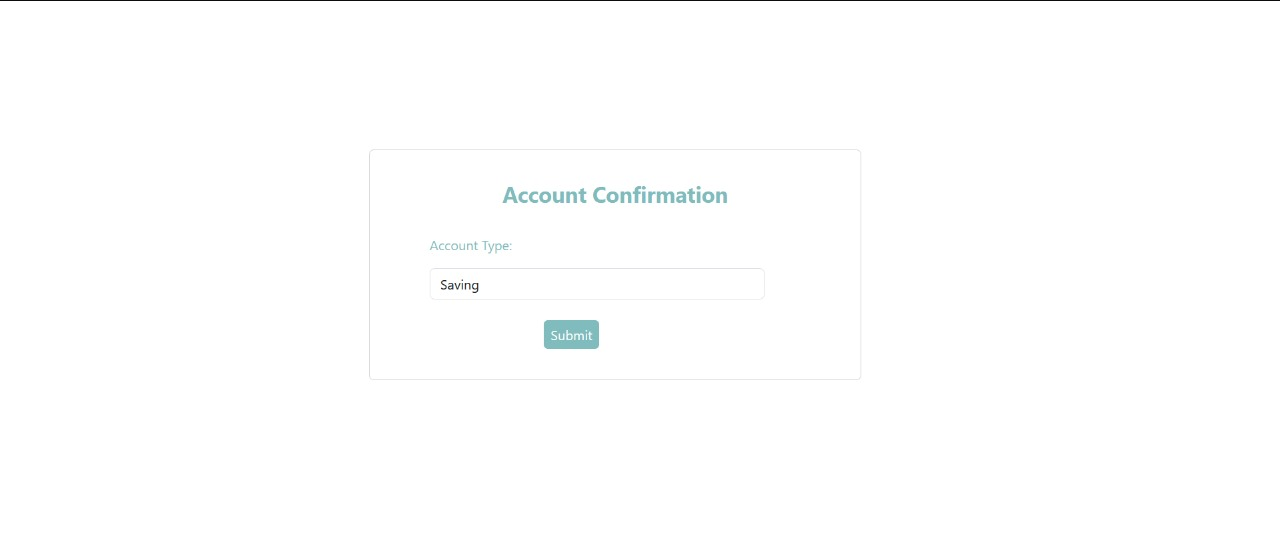 Account Confirmation
Account Type:
Saving
Submit